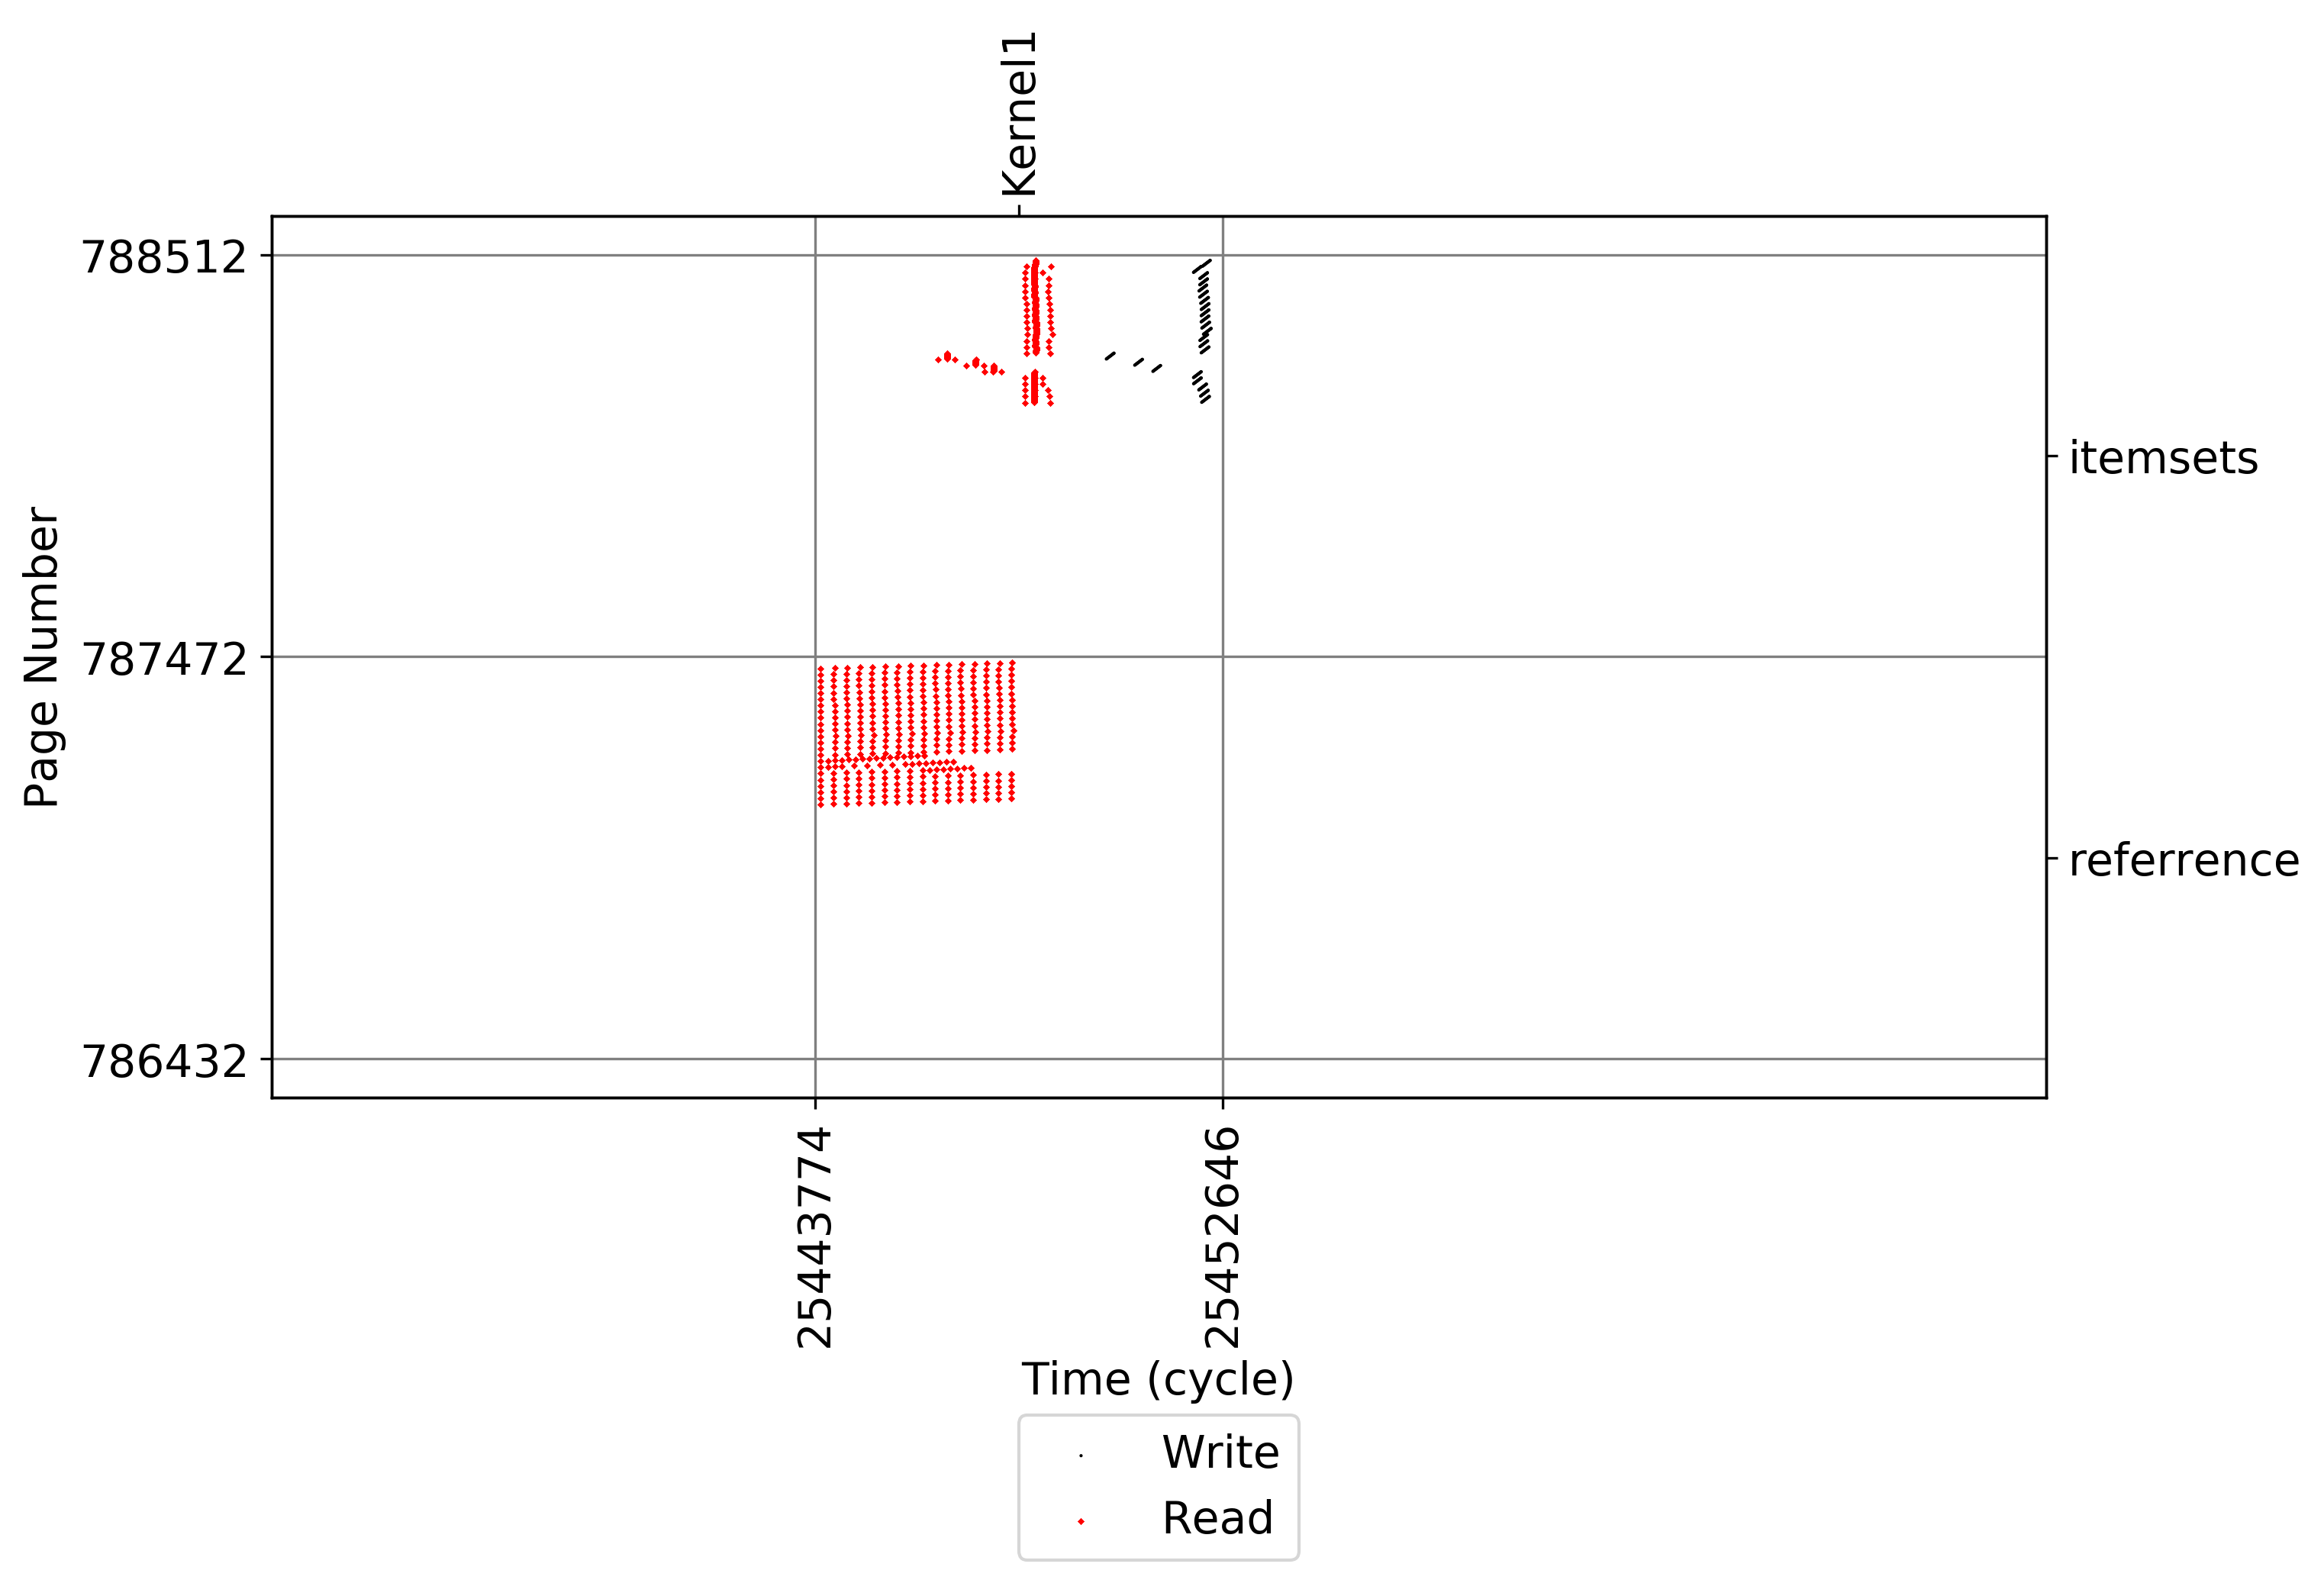 Kernel1
788512
787472
786432
Page Number
itemsets
referrence
25443774
25452646
Time (cycle)
Write
Read